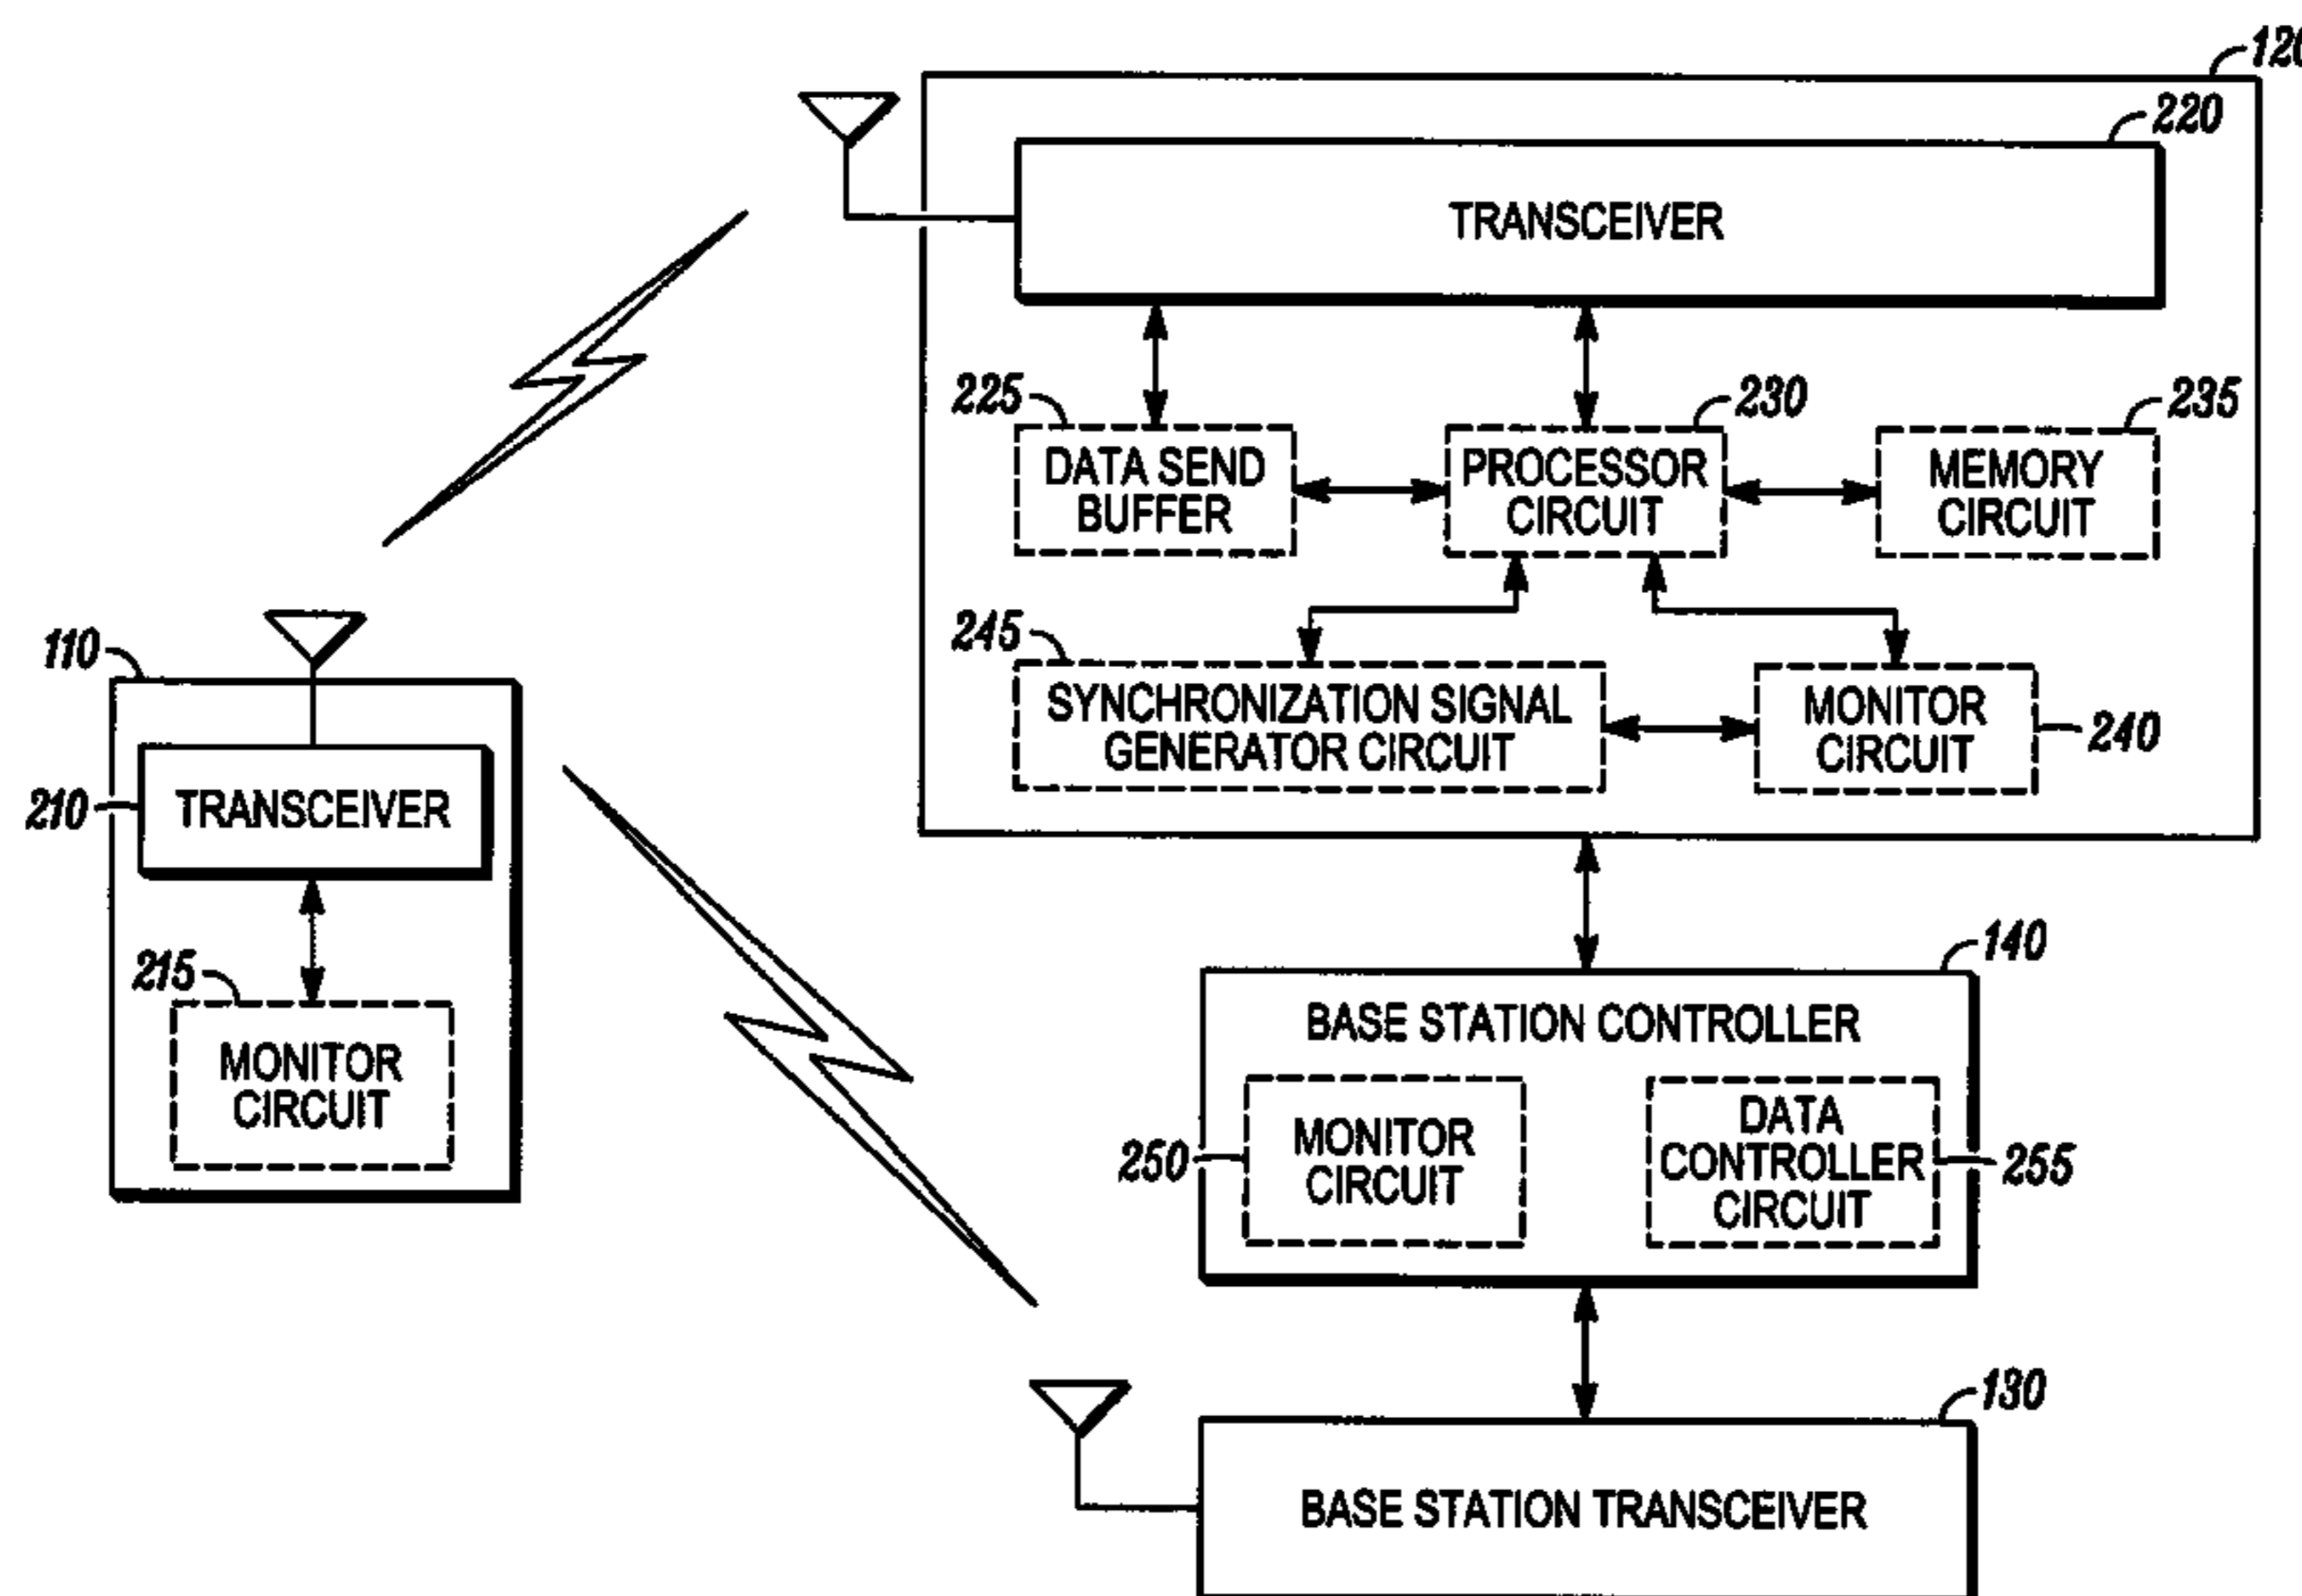 120
220
TRANSCEIVER
225
230
235
DATA SEND
BUFFER
PROCESSOR
CIRCUIT
MEMORY
CIRCUIT
245
SYNCHRONIZATION SIGNAL
GENERATOR CIRCUIT
MONITOR
CIRCUIT
240
110
210
TRANSCEIVER
215
MONITOR
CIRCUIT
140
BASE STATION CONTROLLER
250
MONITOR
CIRCUIT
DATA
CONTROLLER
CIRCUIT
255
130
BASE STATION TRANSCEIVER